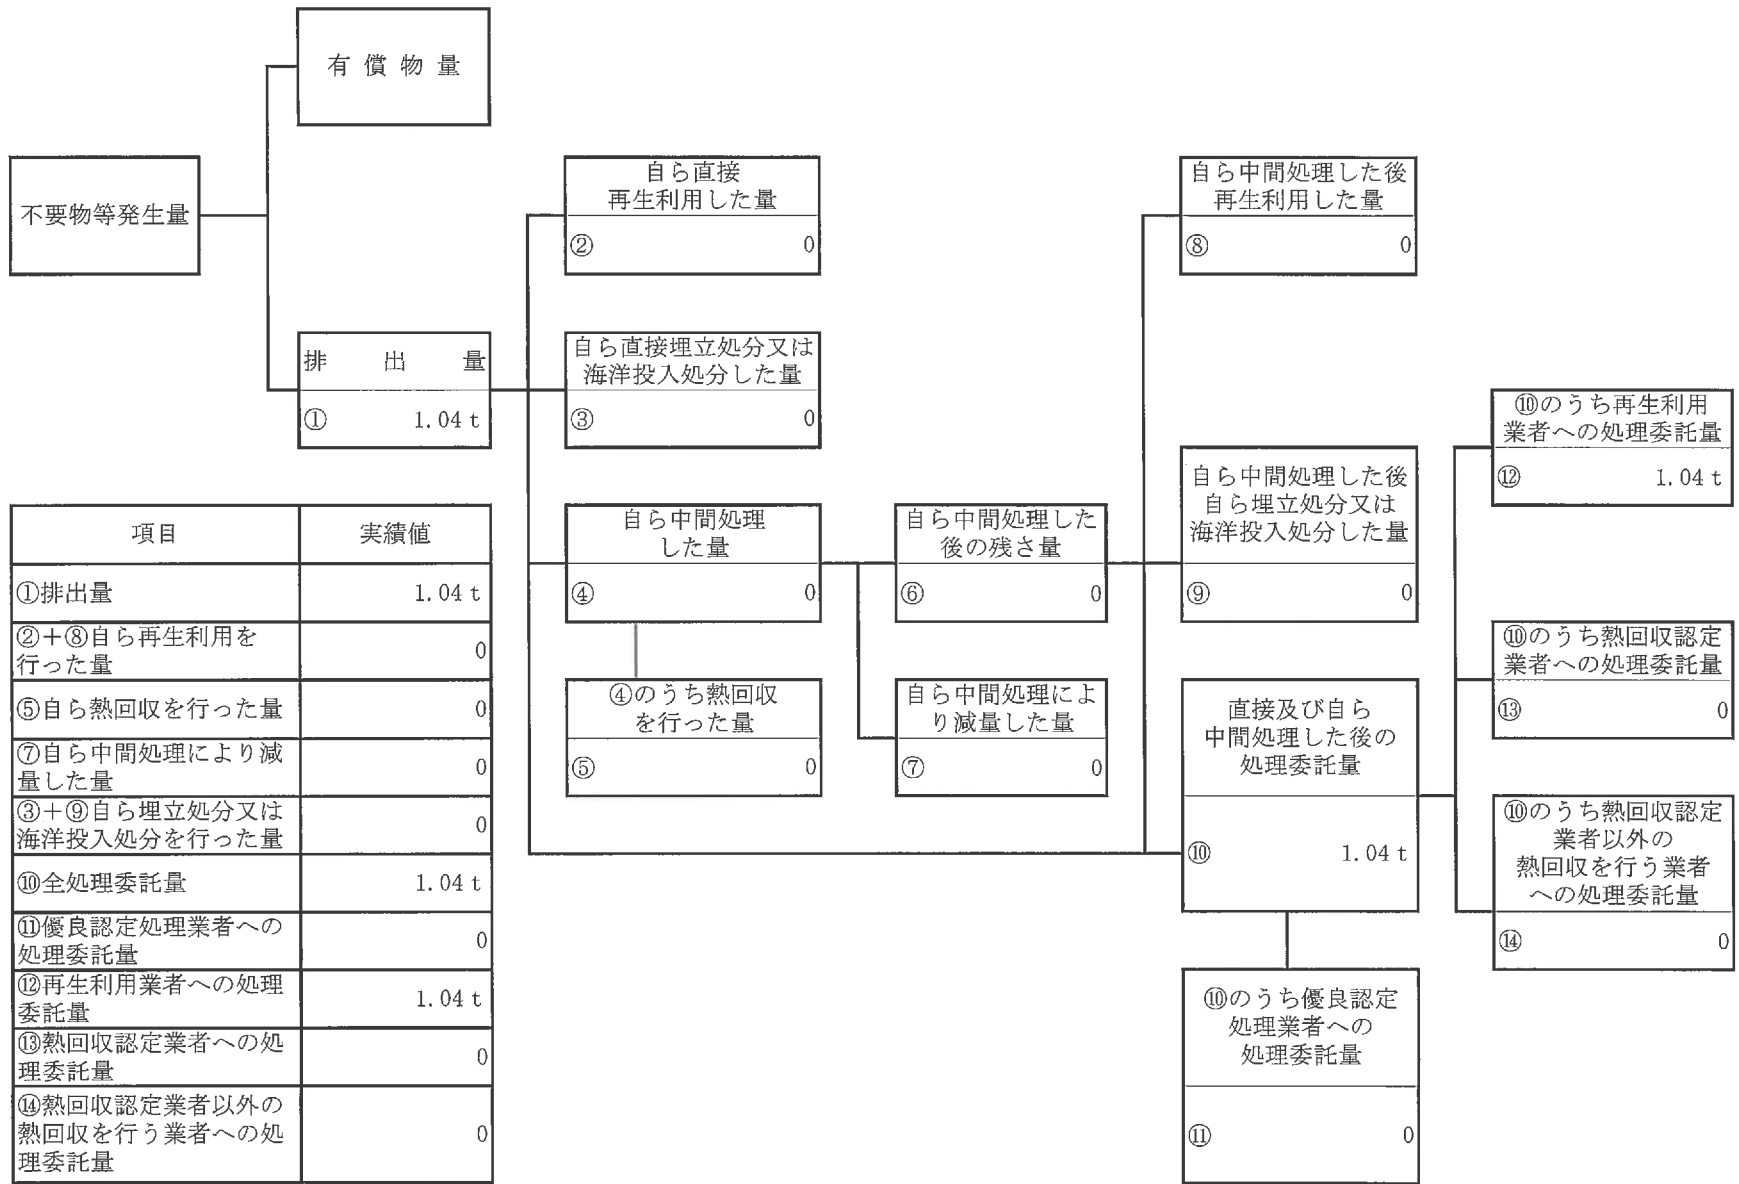 有償物量
不要物等発生量
排出量
① 1.04 t
自ら直接
再生利用した量
② 0
自ら直接埋立処分又は
海洋投入処分した量
③ 0
自ら中間処理
した量
④ 0
④のうち熱回収
を行った量
⑤ 0
自ら中間処理した
後の残さ量
⑥ 0
自ら中間処理によ
り減量した量
⑦ 0
自ら中間処理した後
再生利用した量
⑧ 0
自ら中間処理した後
自ら埋立処分又は
海洋投入処分した量
⑨ 0
直接及び自ら
中間処理した後の
処理委託量
⑩ 1.04 t
⑩のうち優良認定
処理業者への
処理委託量
⑪ 0
⑩のうち再生利用
業者への処理委託量
⑫ 1.04 t
⑩のうち熱回収認定
業者への処理委託量
⑬ 0
⑩のうち熱回収認定
業者以外の
熱回収を行う業者
への処理委託量
⑭ 0
項目 実績値
①排出量 1.04 t
②+⑧自ら再生利用を
行った量 0
⑤自ら熱回収を行った量 0
⑦自ら中間処理により減
量した量 0
③+⑨自ら埋立処分又は
海洋投入処分を行った量 0
⑩全処理委託量 1.04 t
⑪優良認定処理業者への
処理委託量 0
⑫再生利用業者への処理
委託量 1.04 t
⑬熱回収認定業者への処
理委託量 0
⑭熱回収認定業者以外の
熱回収を行う業者への処
理委託量 0